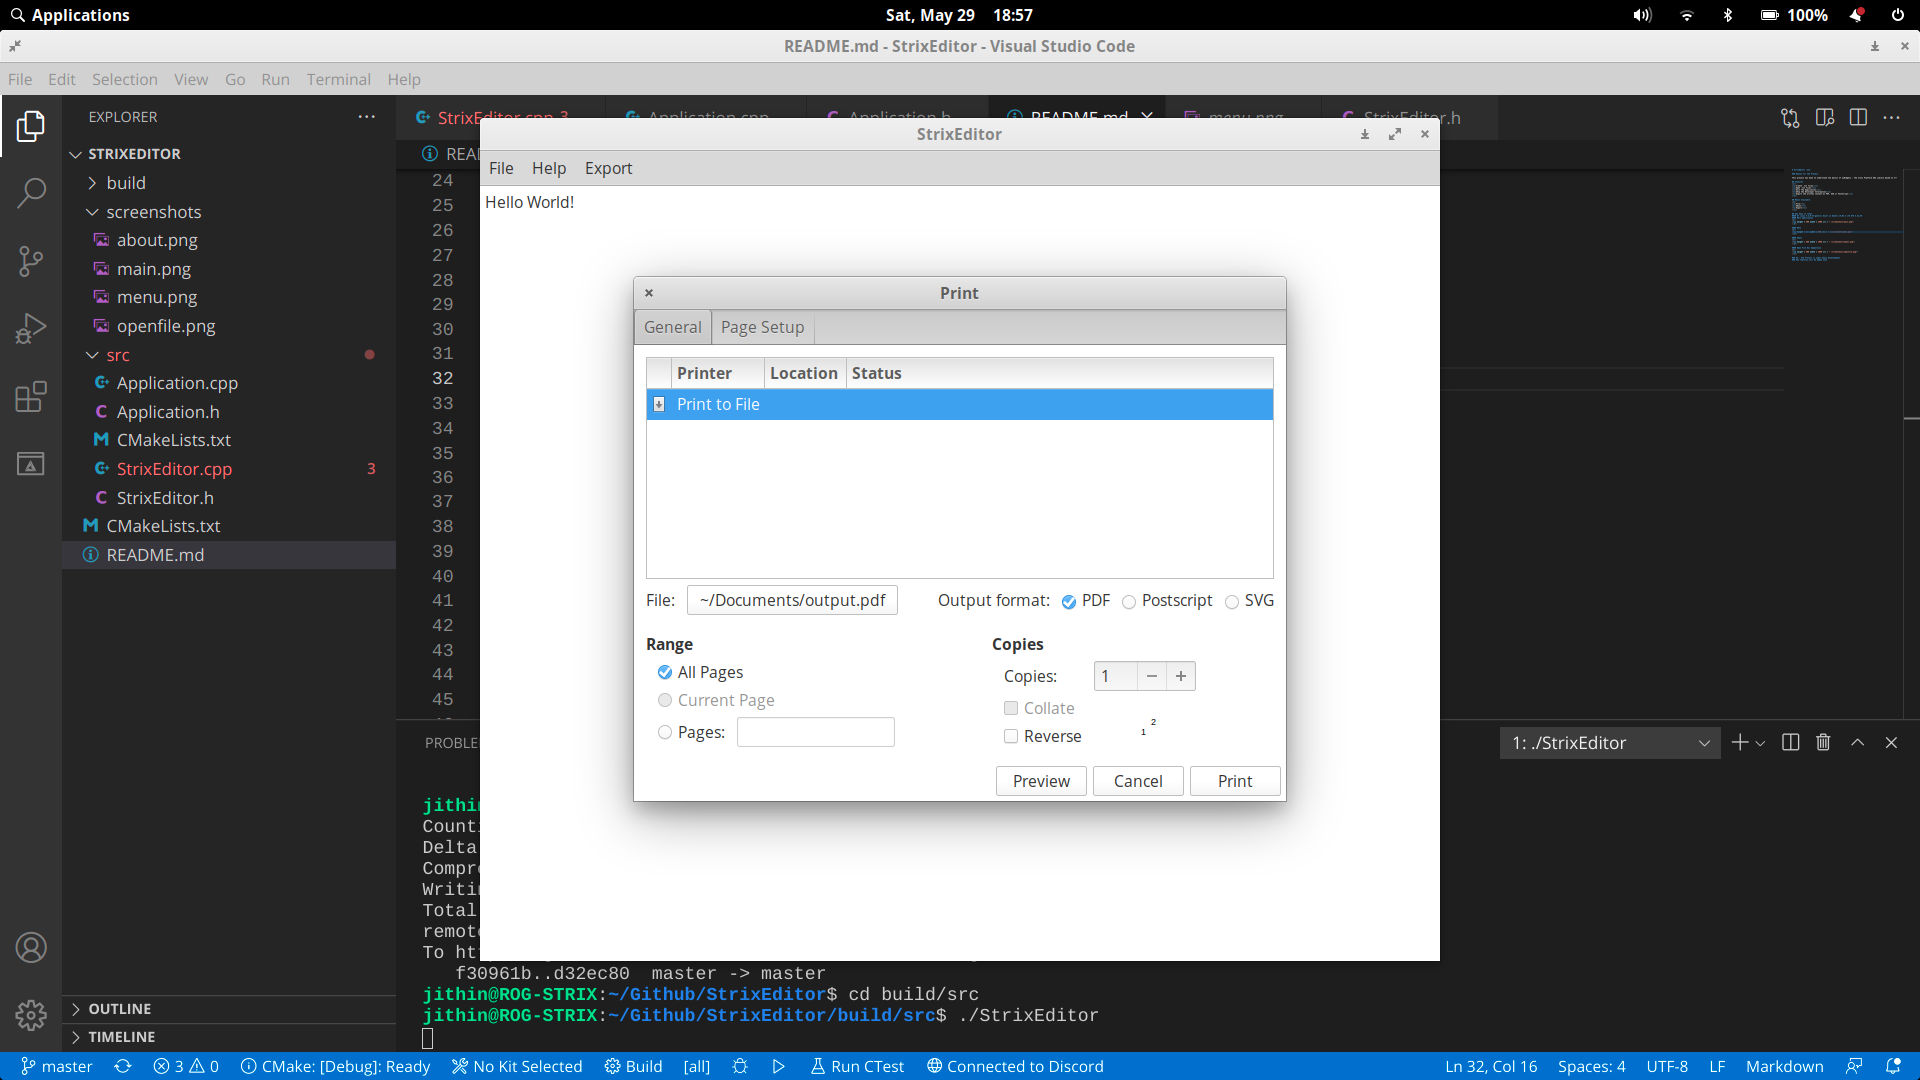 Applications
Sat, May 29 18:57
100%
README.md - StrixEditor - Visual Studio Code
File Edit Selection View Go Run Terminal Help
EXPLORER
STRIXEDITOR
build
screenshots
about.png
main.png
menu.png
openfile.png
src
Application.cpp
Application.h
CMakeLists.txt
StrixEditor.cpp 3
StrixEditor.h
CMakeLists.txt
README.md
OUTLINE
TIMELINE
StrixEditor.cpp 3 Application.cpp Application.h README.md menu.png StrixEditor.h
READ
24
25
26
27
28
29
30
31
32
33
34
35
36
37
38
39
40
41
42
43
44
45
StrixEditor
File Help Export
Hello World!
Print
General Page Setup
Printer Location Status
Print to File
File: ~/Documents/output.pdf Output format: PDF Postscript SVG
Range
All Pages
Current Page
Pages:
Copies
Copies: 1
Collate
Reverse
1 2
Preview Cancel Print
PROBLE
1: ./StrixEditor
jithin
Counti
Delta
Compre
Writin
Total
remote
To ht
f30961b..d32ec80 master -> master
jithin@ROG-STRIX:~/Github/StrixEditor$ cd build/src
jithin@ROG-STRIX:~/Github/StrixEditor/build/src$ ./StrixEditor
master 3 0 CMake: [Debug]: Ready No Kit Selected Build [all] Run CTest Connected to Discord Ln 32, Col 16 Spaces: 4 UTF-8 LF Markdown